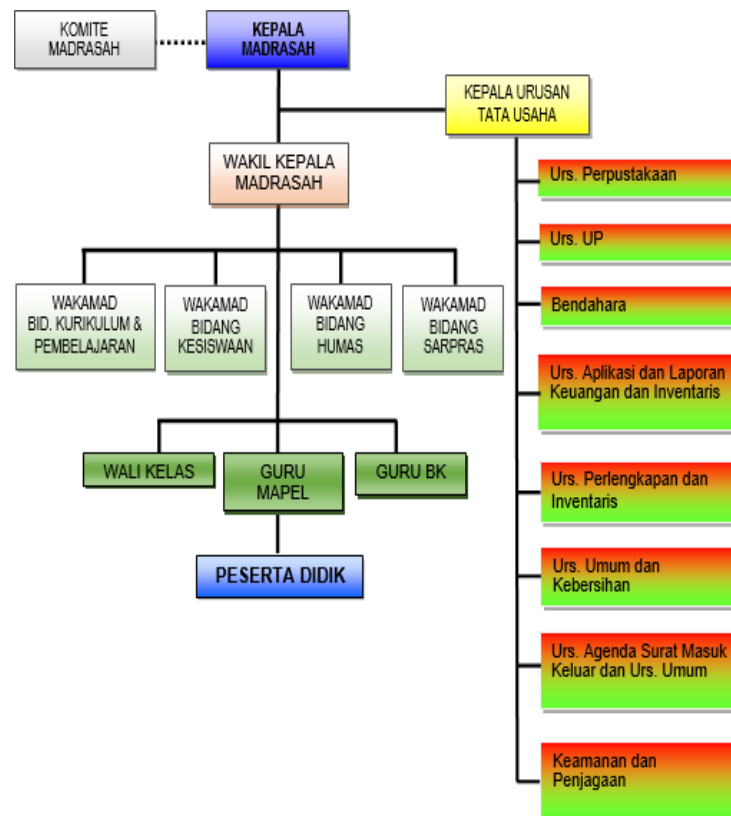 KOMITE
MADRASAH
KEPALA
MADRASAH
KEPALA URUSAN
TATA USAHA
WAKIL KEPALA
MADRASAH
WAKAMAD
BID. KURIKULUM &
PEMBELAJARAN
WAKAMAD
BIDANG
KESISWAAN
WAKAMAD
BIDANG
HUMAS
WAKAMAD
BIDANG
SARPRAS
WALI KELAS
GURU
MAPEL
GURU BK
PESERTA DIDIK
Urs. Perpustakaan
Urs. UP
Bendahara
Urs. Aplikasi dan Laporan
Keuangan dan Inventaris
Urs. Perlengkapan dan
Inventaris
Urs. Umum dan
Kebersihan
Urs. Agenda Surat Masuk
Keluar dan Urs. Umum
Keamanan dan
Penjagaan